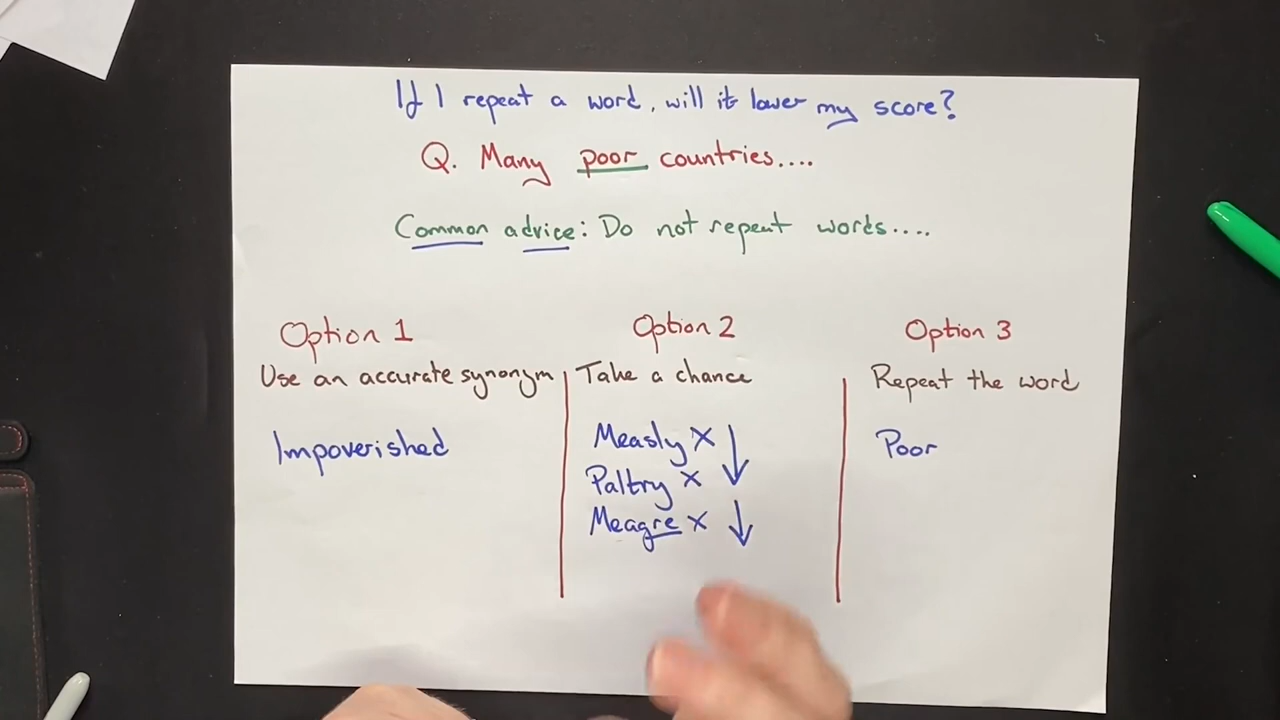 If I repeat a word, will it lower my score?
Q. Many poor countries....
Common advice: Do not repeat words....
Option 1
Use an accurate synonym
Impoverished
Option 2
Take a chance
Measly X ↓
Paltry X
Meagre X ↓
Option 3
Repeat the word
Poor